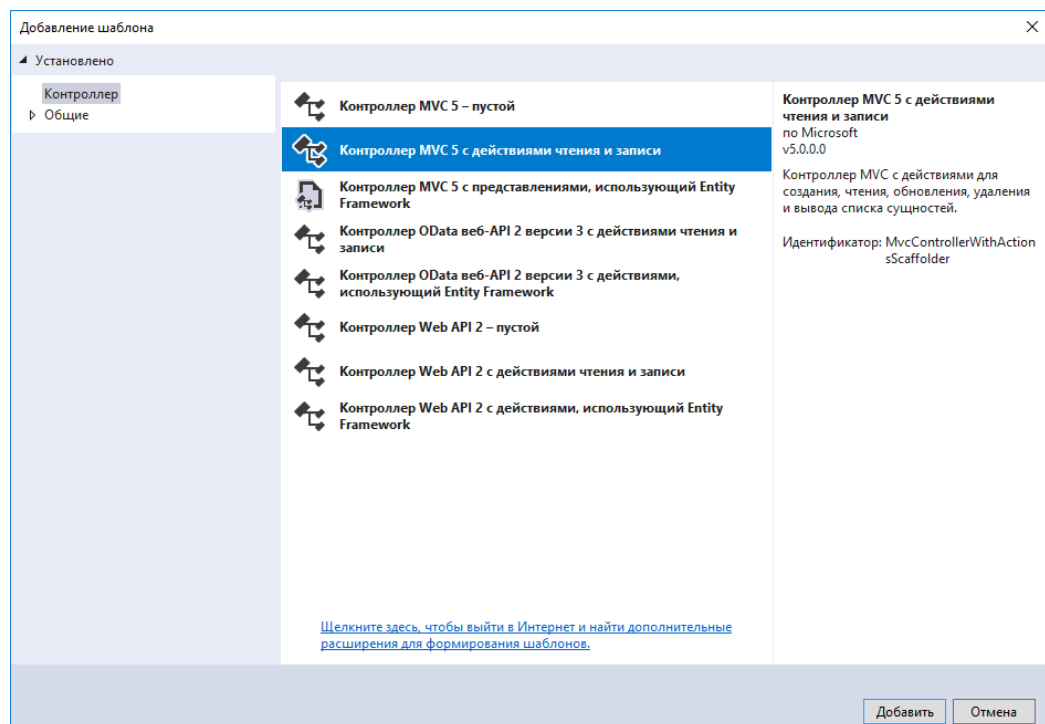 Добавление шаблона
Установлено
Контроллер
Общие
Контроллер MVC 5 – пустой
Контроллер MVC 5 с действиями чтения и записи
Контроллер MVC 5 с представлениями, использующий Entity
Framework
Контроллер OData веб-API 2 версии 3 с действиями чтения и
записи
Контроллер OData веб-API 2 версии 3 с действиями,
использующий Entity Framework
Контроллер Web API 2 – пустой
Контроллер Web API 2 с действиями чтения и записи
Контроллер Web API 2 с действиями, использующий Entity
Framework
Щелкните здесь, чтобы выйти в Интернет и найти дополнительные
расширения для формирования шаблонов.
Контроллер MVC 5 с действиями
чтения и записи
по Microsoft
v5.0.0.0
Контроллер MVC с действиями для
создания, чтения, обновления, удаления
и вывода списка сущностей.
Идентификатор: MvcControllerWithAction
sScaffolder
Добавить
Отмена